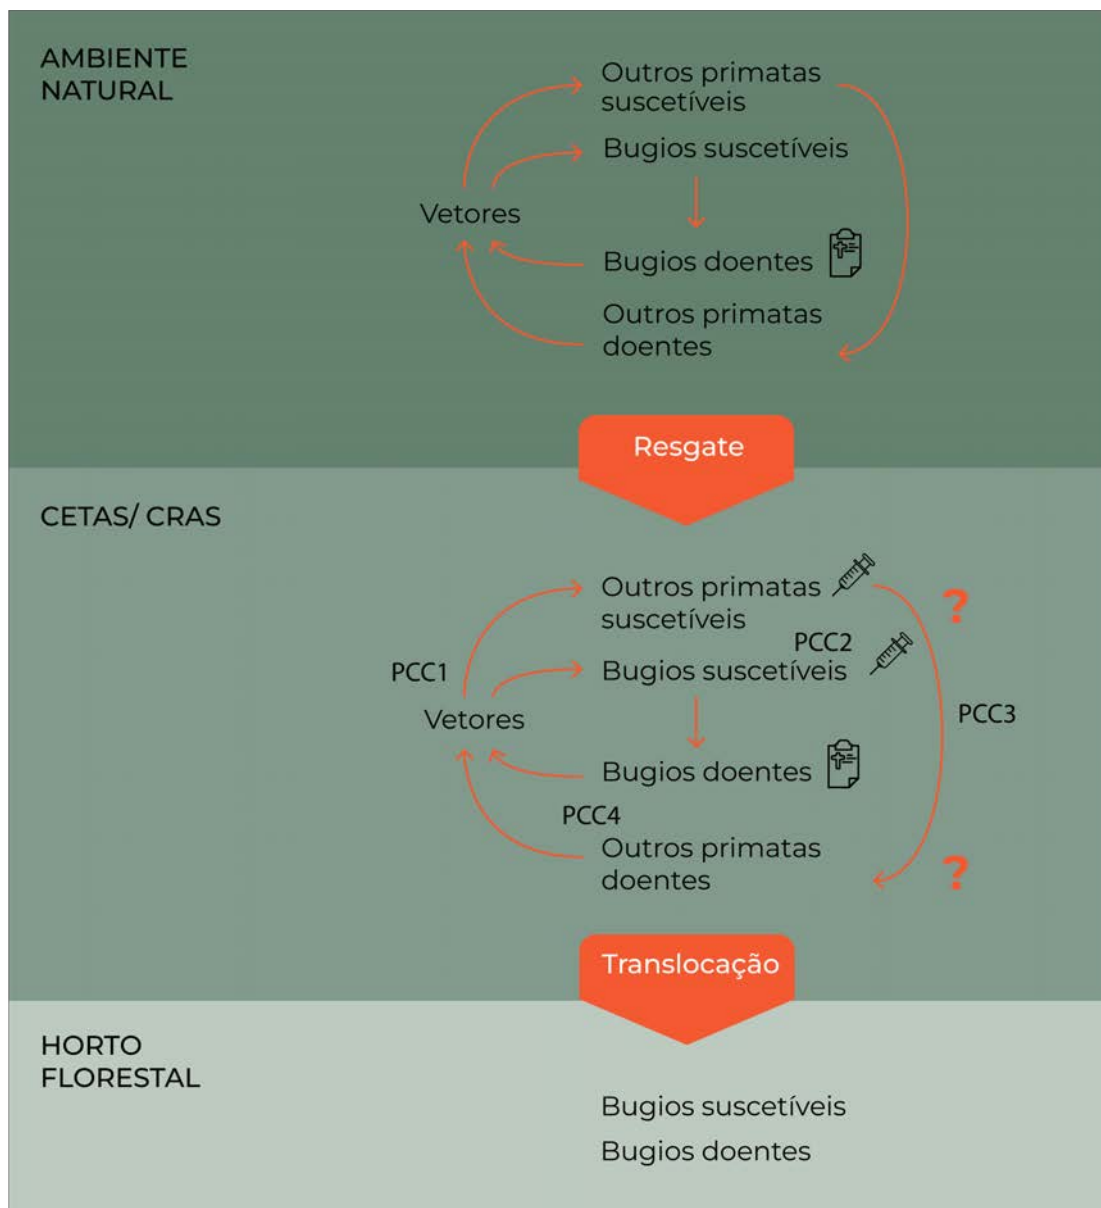 AMBIENTE
NATURAL
Outros primatas
suscetíveis
Bugios suscetíveis
Vetores
Bugios doentes
Outros primatas
doentes
Resgate
CETAS/ CRAS
Outros primatas
suscetíveis
?
PCC2
PCC1
Bugios suscetíveis
Vetores
PCC3
Bugios doentes
PCC4
Outros primatas
doentes
?
Translocação
HORTO
FLORESTAL
Bugios suscetíveis
Bugios doentes